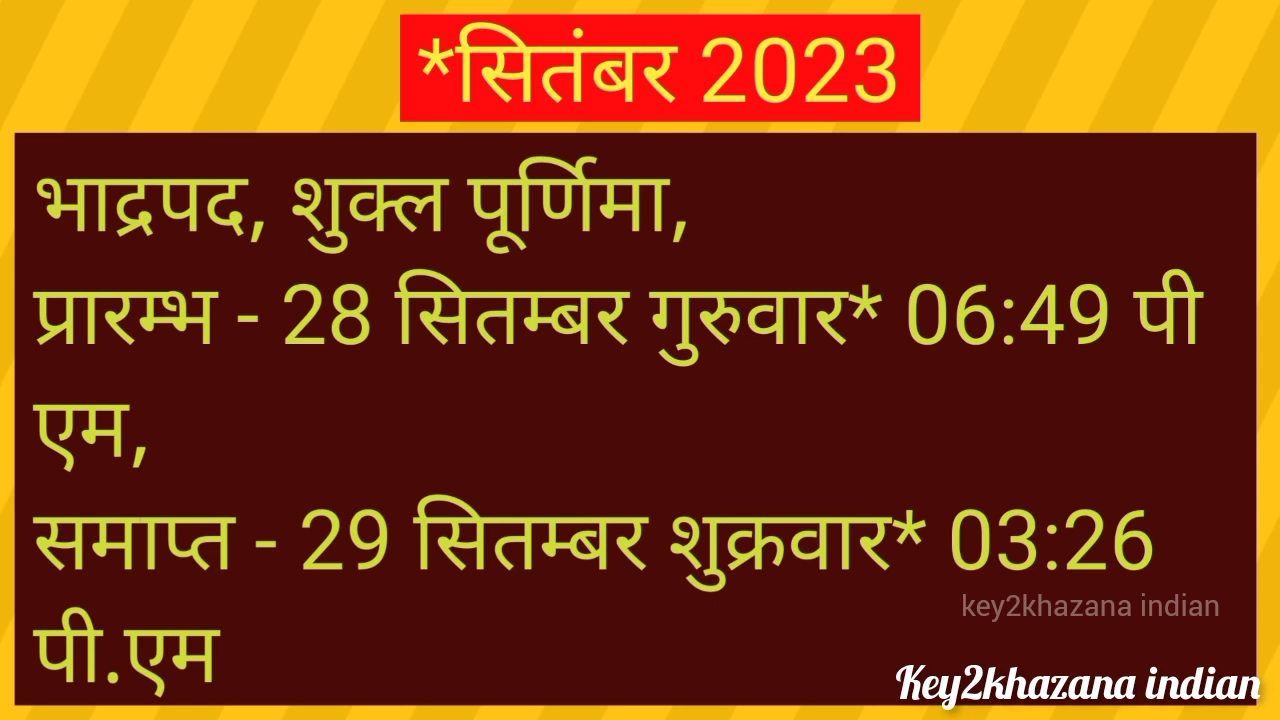 *सितंबर 2023
भाद्रपद, शुक्ल पूर्णिमा,
प्रारम्भ - 28 सितम्बर गुरुवार* 06:49 पी
एम,
समाप्त - 29 सितम्बर शुक्रवार* 03:26
पी.एम
key2khazana indian
Key2khazana indian